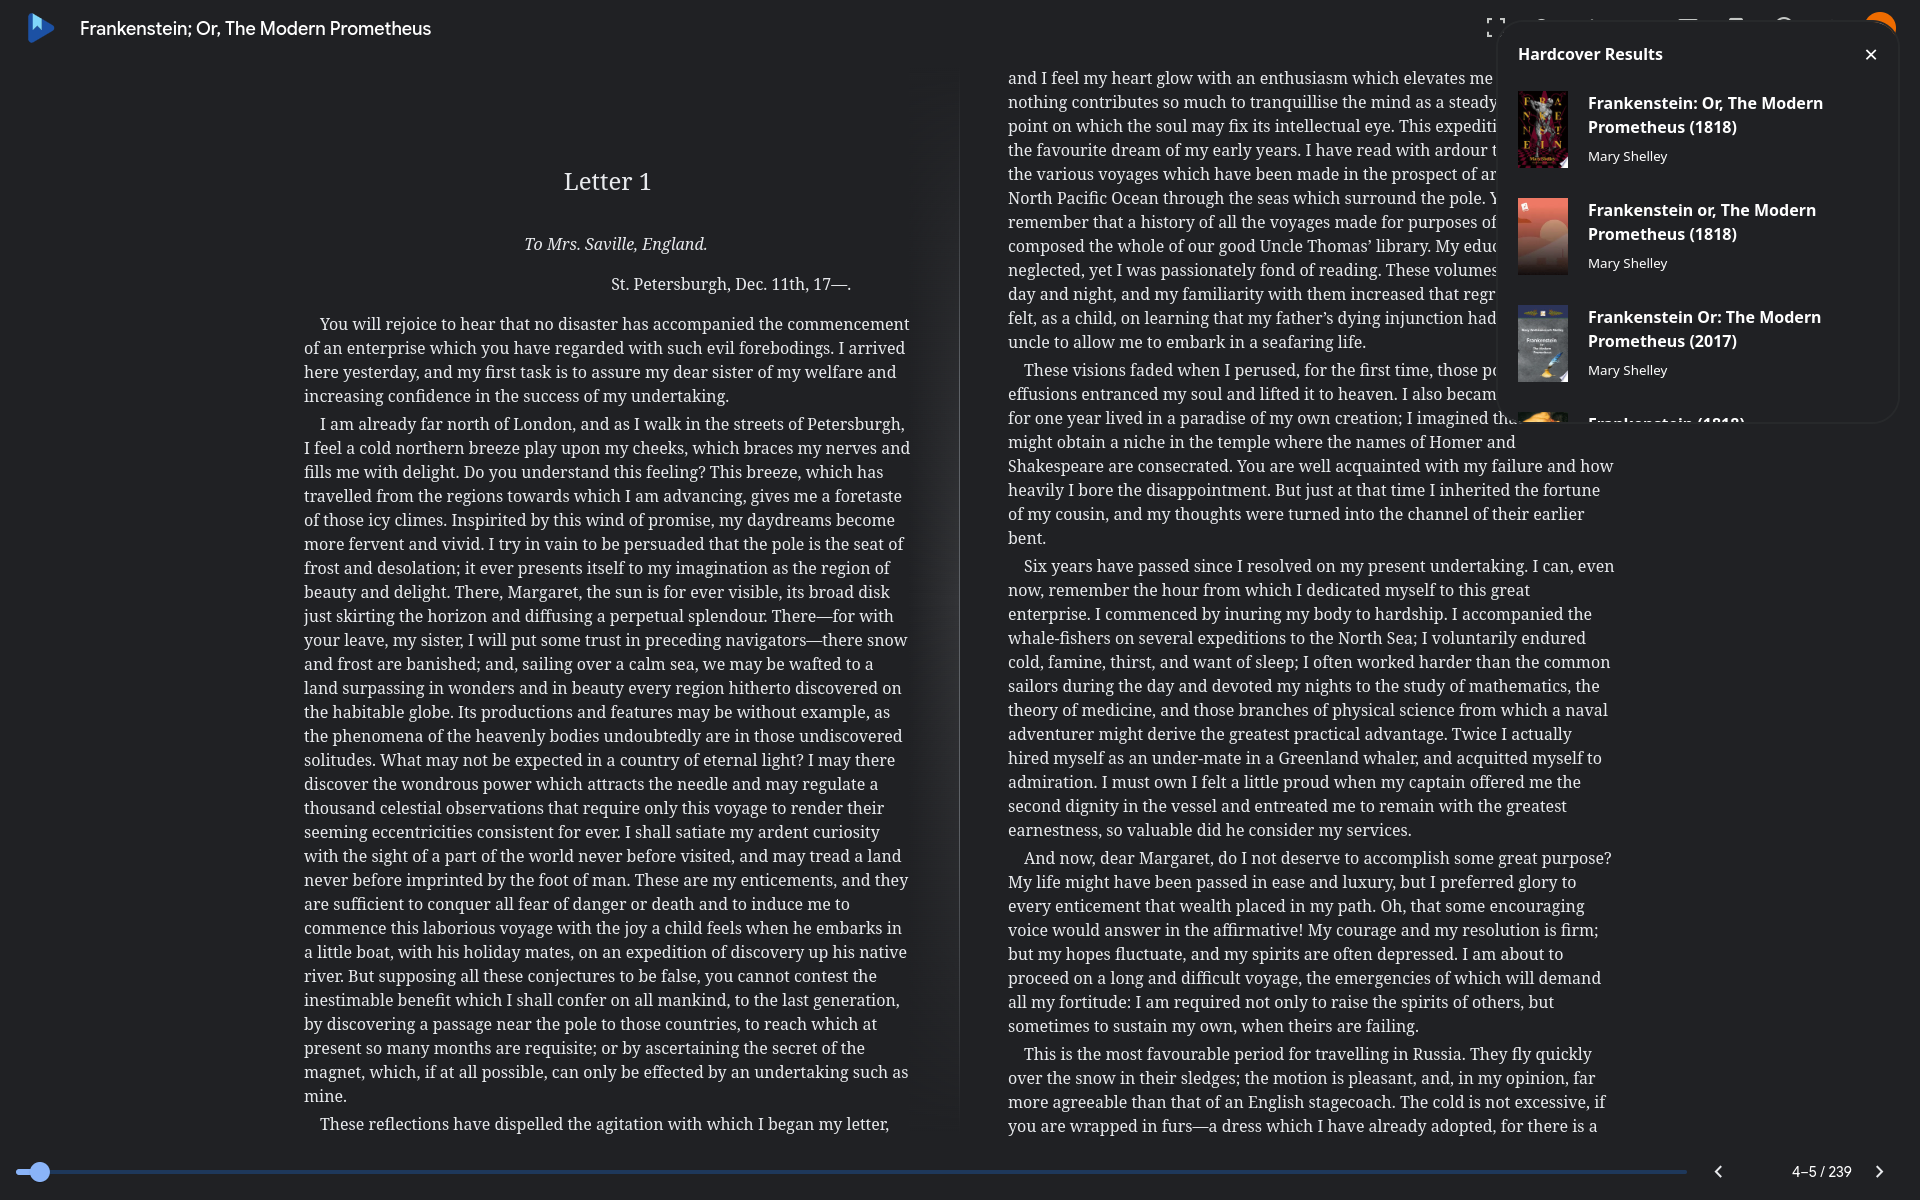 Frankenstein; Or, The Modern Prometheus
Letter 1
To Mrs. Saville, England.
St. Petersburgh, Dec. 11th, 17—.
You will rejoice to hear that no disaster has accompanied the commencement
of an enterprise which you have regarded with such evil forebodings. I arrived
here yesterday, and my first task is to assure my dear sister of my welfare and
increasing confidence in the success of my undertaking.
I am already far north of London, and as I walk in the streets of Petersburgh,
I feel a cold northern breeze play upon my cheeks, which braces my nerves and
fills me with delight. Do you understand this feeling? This breeze, which has
travelled from the regions towards which I am advancing, gives me a foretaste
of those icy climes. Inspirited by this wind of promise, my daydreams become
more fervent and vivid. I try in vain to be persuaded that the pole is the seat of
frost and desolation; it ever presents itself to my imagination as the region of
beauty and delight. There, Margaret, the sun is for ever visible, its broad disk
just skirting the horizon and diffusing a perpetual splendour. There—for with
your leave, my sister, I will put some trust in preceding navigators—there snow
and frost are banished; and, sailing over a calm sea, we may be wafted to a
land surpassing in wonders and in beauty every region hitherto discovered on
the habitable globe. Its productions and features may be without example, as
the phenomena of the heavenly bodies undoubtedly are in those undiscovered
solitudes. What may not be expected in a country of eternal light? I may there
discover the wondrous power which attracts the needle and may regulate a
thousand celestial observations that require only this voyage to render their
seeming eccentricities consistent for ever. I shall satiate my ardent curiosity
with the sight of a part of the world never before visited, and may tread a land
never before imprinted by the foot of man. These are my enticements, and they
are sufficient to conquer all fear of danger or death and to induce me to
commence this laborious voyage with the joy a child feels when he embarks in
a little boat, with his holiday mates, on an expedition of discovery up his native
river. But supposing all these conjectures to be false, you cannot contest the
inestimable benefit which I shall confer on all mankind, to the last generation,
by discovering a passage near the pole to those countries, to reach which at
present so many months are requisite; or by ascertaining the secret of the
magnet, which, if at all possible, can only be effected by an undertaking such as
mine.
These reflections have dispelled the agitation with which I began my letter,
and I feel my heart glow with an enthusiasm which elevates me
nothing contributes so much to tranquillise the mind as a steady
point on which the soul may fix its intellectual eye. This expediti
the favourite dream of my early years. I have read with ardour t
the various voyages which have been made in the prospect of ar
North Pacific Ocean through the seas which surround the pole. Y
remember that a history of all the voyages made for purposes of
composed the whole of our good Uncle Thomas’ library. My educ
neglected, yet I was passionately fond of reading. These volumes
day and night, and my familiarity with them increased that regr
felt, as a child, on learning that my father’s dying injunction had
uncle to allow me to embark in a seafaring life.
These visions faded when I perused, for the first time, those po
effusions entranced my soul and lifted it to heaven. I also becam
for one year lived in a paradise of my own creation; I imagined tha
might obtain a niche in the temple where the names of Homer and
Shakespeare are consecrated. You are well acquainted with my failure and how
heavily I bore the disappointment. But just at that time I inherited the fortune
of my cousin, and my thoughts were turned into the channel of their earlier
bent.
Six years have passed since I resolved on my present undertaking. I can, even
now, remember the hour from which I dedicated myself to this great
enterprise. I commenced by inuring my body to hardship. I accompanied the
whale-fishers on several expeditions to the North Sea; I voluntarily endured
cold, famine, thirst, and want of sleep; I often worked harder than the common
sailors during the day and devoted my nights to the study of mathematics, the
theory of medicine, and those branches of physical science from which a naval
adventurer might derive the greatest practical advantage. Twice I actually
hired myself as an under-mate in a Greenland whaler, and acquitted myself to
admiration. I must own I felt a little proud when my captain offered me the
second dignity in the vessel and entreated me to remain with the greatest
earnestness, so valuable did he consider my services.
And now, dear Margaret, do I not deserve to accomplish some great purpose?
My life might have been passed in ease and luxury, but I preferred glory to
every enticement that wealth placed in my path. Oh, that some encouraging
voice would answer in the affirmative! My courage and my resolution is firm;
but my hopes fluctuate, and my spirits are often depressed. I am about to
proceed on a long and difficult voyage, the emergencies of which will demand
all my fortitude: I am required not only to raise the spirits of others, but
sometimes to sustain my own, when theirs are failing.
This is the most favourable period for travelling in Russia. They fly quickly
over the snow in their sledges; the motion is pleasant, and, in my opinion, far
more agreeable than that of an English stagecoach. The cold is not excessive, if
you are wrapped in furs—a dress which I have already adopted, for there is a
Hardcover Results
Frankenstein: Or, The Modern
Prometheus (1818)
Mary Shelley
Frankenstein or, The Modern
Prometheus (1818)
Mary Shelley
Frankenstein Or: The Modern
Prometheus (2017)
Mary Shelley
Frankenstein (1818)
4–5 / 239